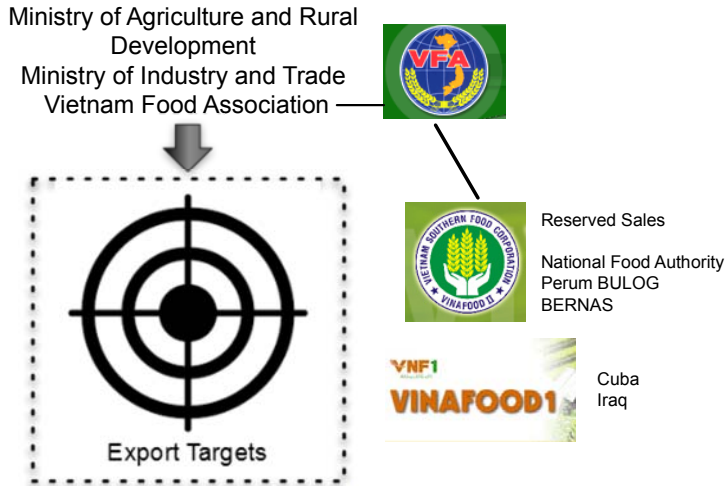 Ministry of Agriculture and Rural
Development
Ministry of Industry and Trade
Vietnam Food Association
VFA
Export Targets
VIETNAM SOUTHERN FOOD CORPORATION
VINAFOOD II
Reserved Sales
National Food Authority
Perum BULOG
BERNAS
VNF1
VINAFOOD1
Cuba
Iraq